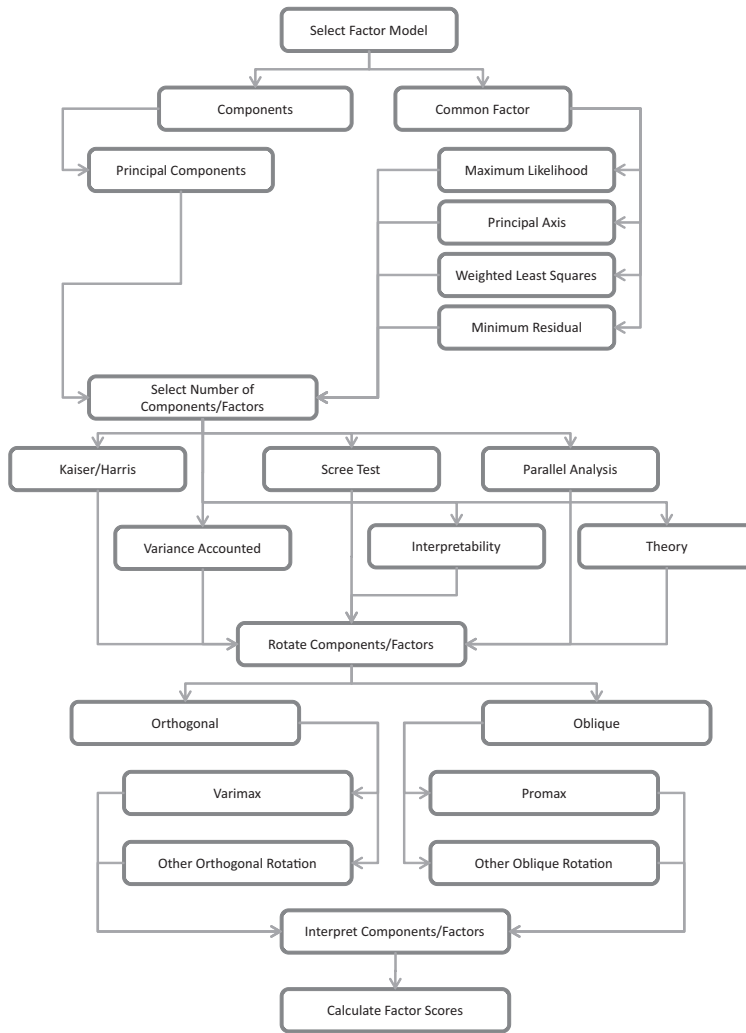 Select Factor Model
Components
Common Factor
Principal Components
Maximum Likelihood
Principal Axis
Weighted Least Squares
Minimum Residual
Select Number of
Components/Factors
Kaiser/Harris
Scree Test
Parallel Analysis
Variance Accounted
Interpretability
Theory
Rotate Components/Factors
Orthogonal
Oblique
Varimax
Promax
Other Orthogonal Rotation
Other Oblique Rotation
Interpret Components/Factors
Calculate Factor Scores